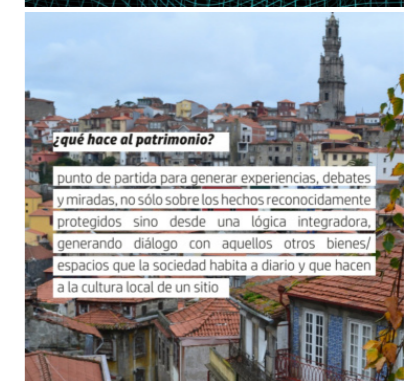 ¿qué hace al patrimonio?
punto de partida para generar experiencias, debates
y miradas, no sólo sobre los hechos reconocidamente
protegidos sino desde una lógica integradora,
generando diálogo con aquellos otros bienes/
espacios que la sociedad habita a diario y que hacen
a la cultura local de un sitio